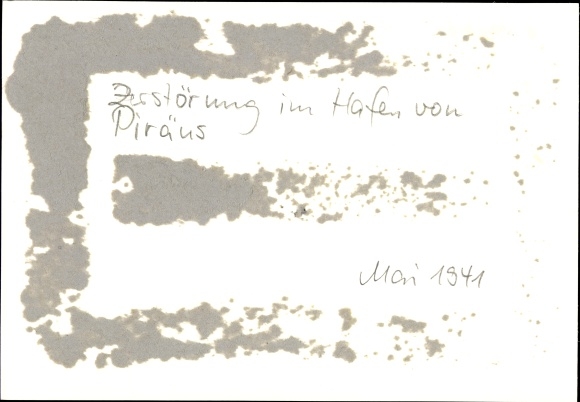 Zerstörung im Hafen von
Piräus
Mai 1941